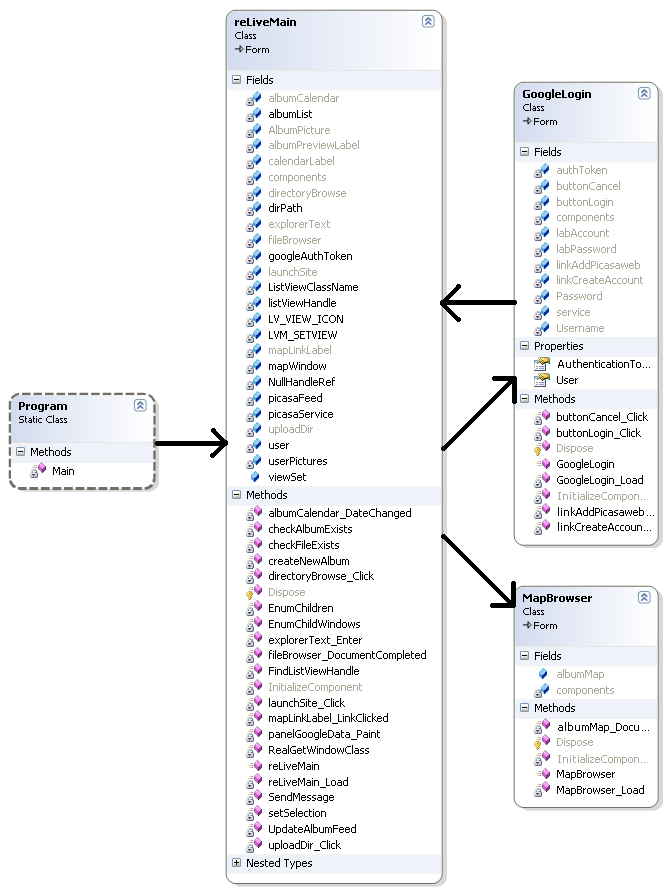 reLiveMain
Class
Form
Fields
albumCalendar
albumList
AlbumPicture
albumPreviewLabel
calendarLabel
components
directoryBrowse
dirPath
explorerText
fileBrowser
googleAuthToken
launchSite
ListViewClassName
listViewHandle
LV_VIEW_ICON
LVM_SETVIEW
mapLinkLabel
mapWindow
NullHandleRef
picasaFeed
picasaService
uploadDir
user
userPictures
viewSet
Methods
albumCalendar_DateChanged
checkAlbumExists
checkFileExists
createNewAlbum
directoryBrowse_Click
Dispose
EnumChildren
EnumChildWindows
explorerText_Enter
fileBrowser_DocumentCompleted
FindListViewHandle
InitializeComponent
launchSite_Click
mapLinkLabel_LinkClicked
panelGoogleData_Paint
RealGetWindowClass
reLiveMain
reLiveMain_Load
SendMessage
setSelection
UpdateAlbumFeed
uploadDir_Click
Nested Types
Program
Static Class
Methods
Main
GoogleLogin
Class
Form
Fields
authToken
buttonCancel
buttonLogin
components
labAccount
labPassword
linkAddPicasaweb
linkCreateAccount
Password
service
Username
Properties
AuthenticationTo...
User
Methods
buttonCancel_Click
buttonLogin_Click
Dispose
GoogleLogin
GoogleLogin_Load
InitializeCompon...
linkAddPicasaweb...
linkCreateAccoun...
MapBrowser
Class
Form
Fields
albumMap
components
Methods
albumMap_Docu...
Dispose
InitializeCompon...
MapBrowser
MapBrowser_Load